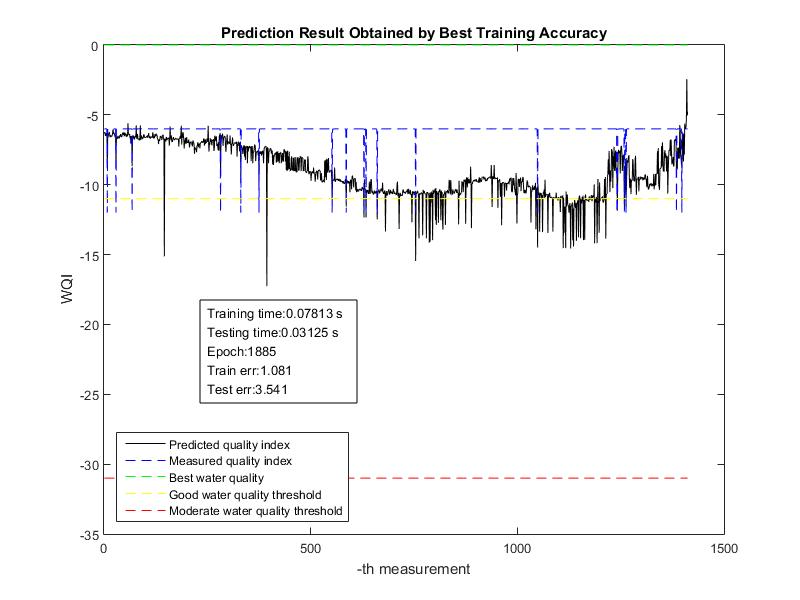 Prediction Result Obtained by Best Training Accuracy
0
-5
-10
-15
-20
-25
-30
-35
WQI
Training time:0.07813 s
Testing time:0.03125 s
Epoch:1885
Train err:1.081
Test err:3.541
Predicted quality index
Measured quality index
Best water quality
Good water quality threshold
Moderate water quality threshold
0 500 1000 1500
-th measurement